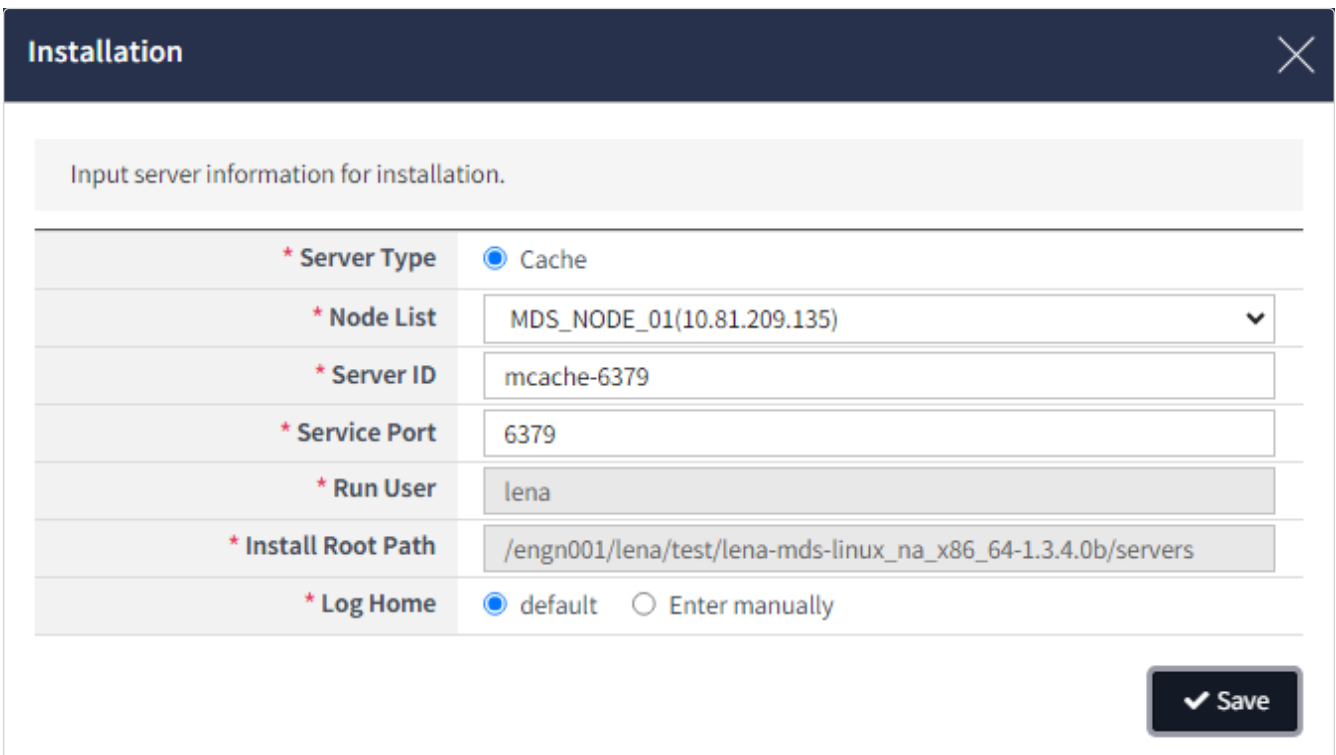 Installation
Input server information for installation.
* Server Type Cache
* Node List MDS_NODE_01(10.81.209.135)
* Server ID mcache-6379
* Service Port 6379
* Run User lena
* Install Root Path /engn001/lena/test/lena-mds-linux_na_x86_64-1.3.4.0b/servers
* Log Home default Enter manually
Save